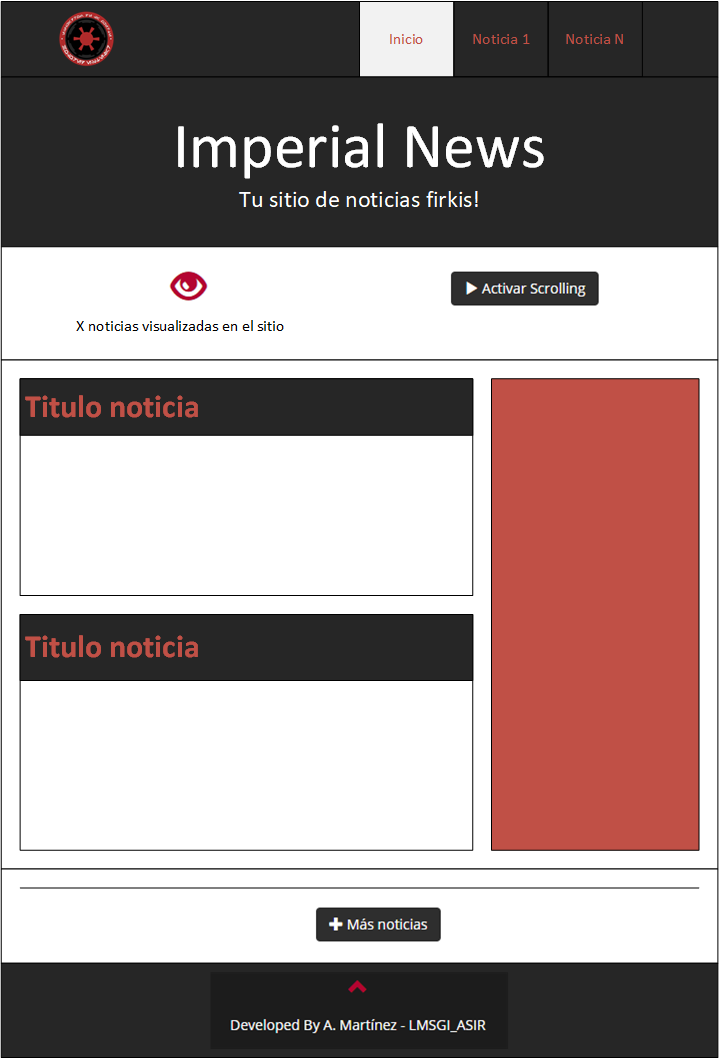 Inicio
Noticia 1
Noticia N
Imperial News
Tu sitio de noticias firkis!
Activar Scrolling
X noticias visualizadas en el sitio
Titulo noticia
Titulo noticia
Más noticias
Developed By A. Martínez - LMSGI_ASIR